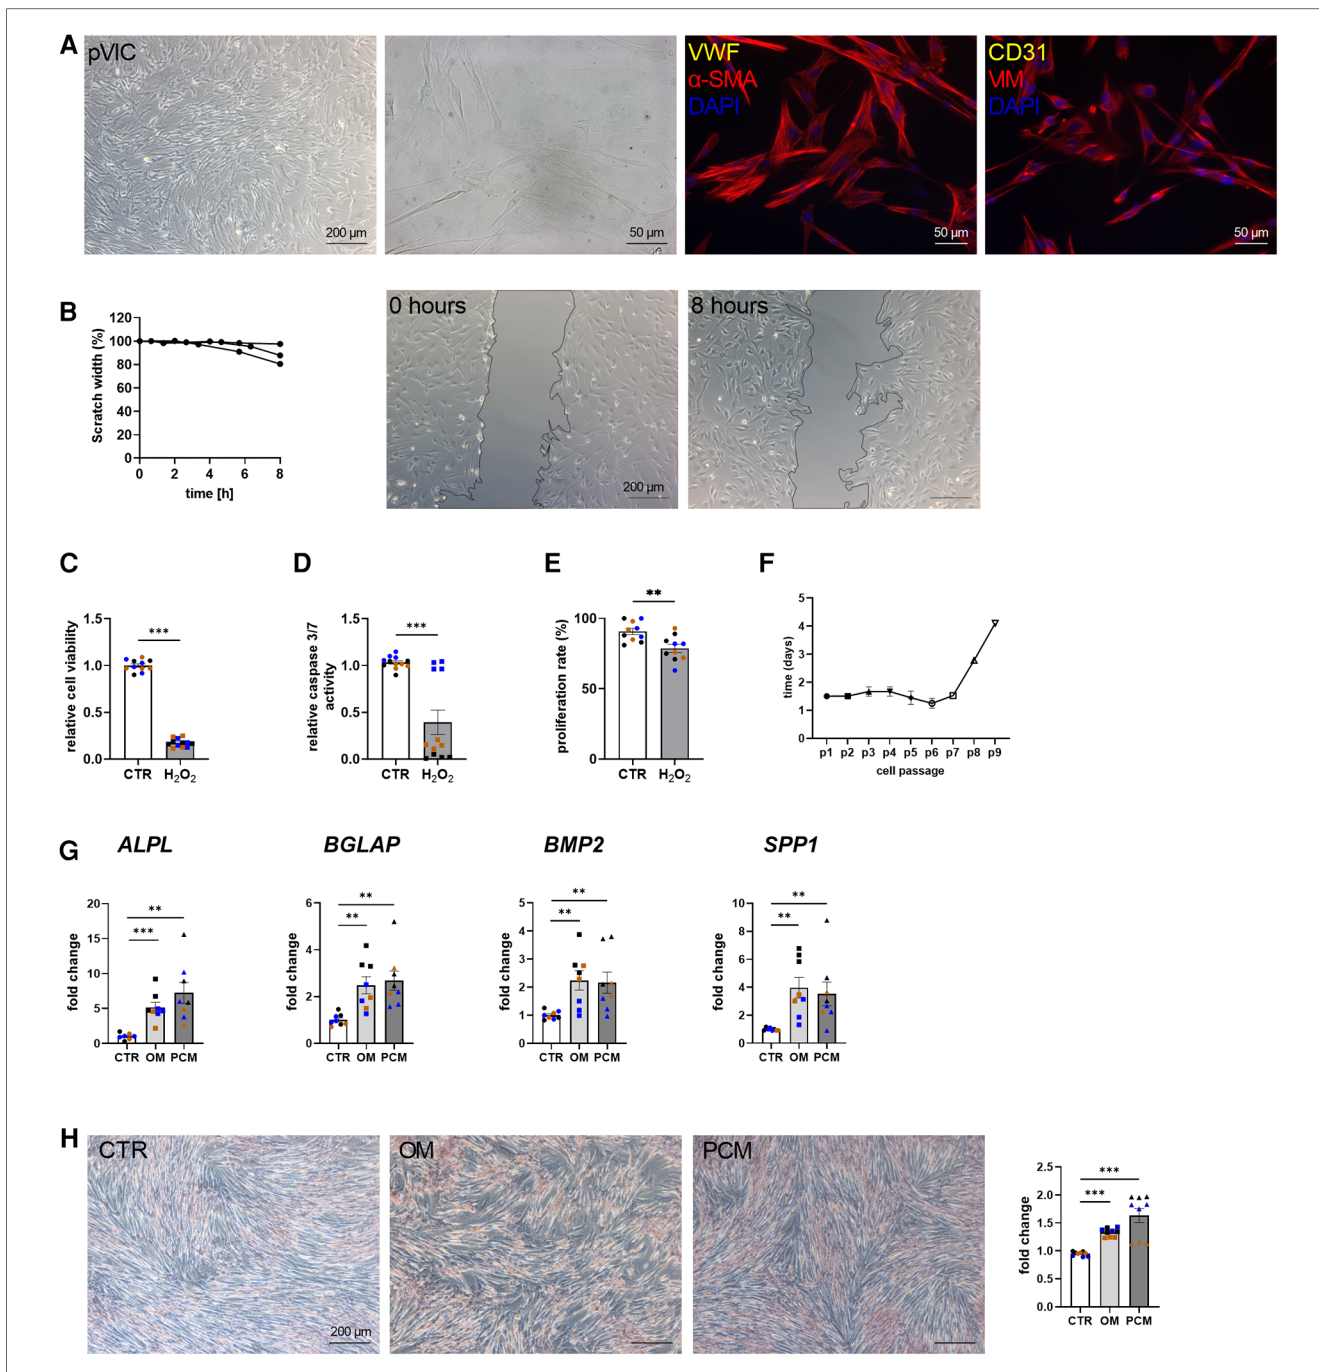 A
pVIC
200 µm
50 µm
VWF
α-SMA
DAPI
50 µm
CD31
VIM
DAPI
50 µm
B
Scratch width (%)
120
100
80
60
40
20
0
0 2 4 6 8
time [h]
0 hours
200 µm
8 hours
C
relative cell viability
1.5
1.0
0.5
0.0
***
CTR H₂O₂
D
relative caspase 3/7
activity
1.5
1.0
0.5
0.0
***
CTR H₂O₂
E
proliferation rate (%)
100
50
0
**
CTR H₂O₂
F
time (days)
5
4
3
2
1
0
p1 p2 p3 p4 p5 p6 p7 p8 p9
cell passage
G
ALPL
fold change
20
15
10
5
0
**
***
CTR OM PCM
BGLAP
fold change
6
4
2
0
**
**
CTR OM PCM
BMP2
fold change
5
4
3
2
1
0
**
**
CTR OM PCM
SPP1
fold change
10
8
6
4
2
0
**
**
CTR OM PCM
H
CTR
200 µm
OM
PCM
fold change
2.5
2.0
1.5
1.0
0.5
0.0
***
***
CTR OM PCM